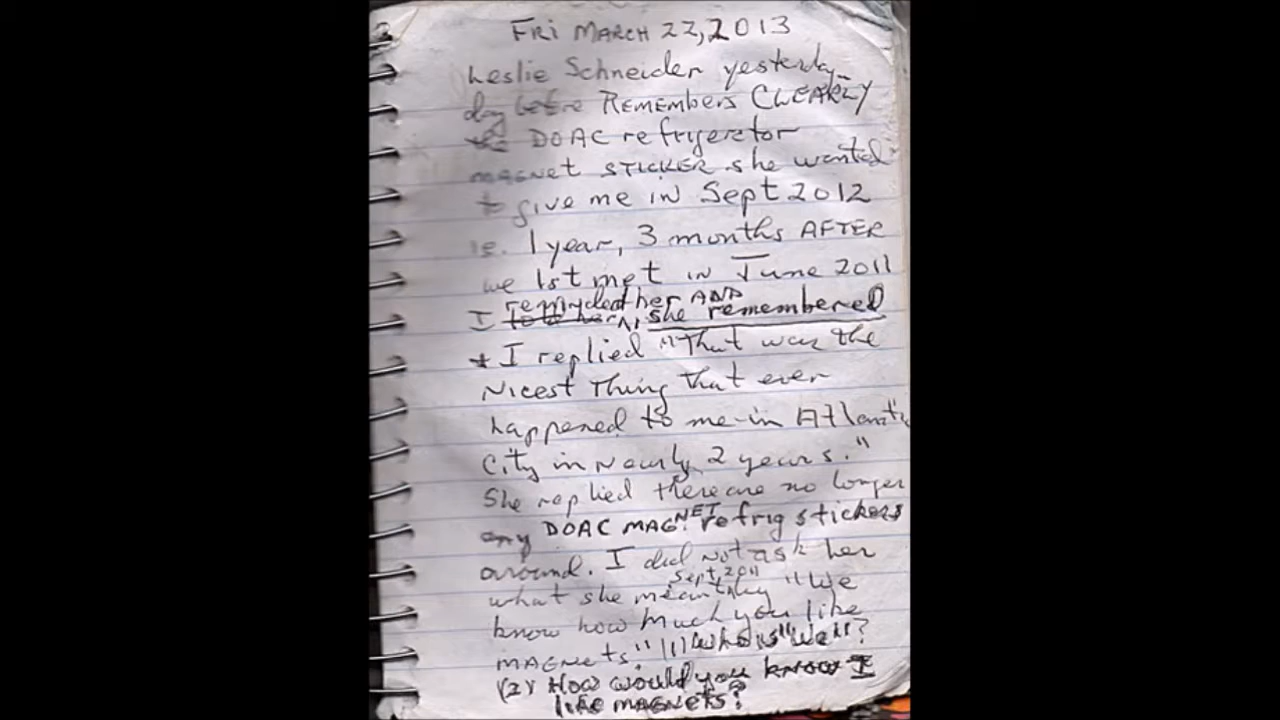 FRI MARCH 22, 2013
Leslie Schneider yesterday
day before REMEMBERS CLEARLY
the DOAC refrigerator
MAGNET STICKER she wanted
to give me IN Sept 2012
ie. 1 year, 3 months AFTER
we 1st met IN June 2011
reminded her AND
I told her she remembered
* I replied "That was the
Nicest Thing that ever
happened to me - in Atlantic
City in Nearly 2 years."
She replied there are no longer
any DOAC MAGNET refrig stickers
around. I did not ask her
Sept, 2011
what she meant by "We
know how Much you like
MAGNets." (1) Who is "We"?
(2) How would you know I
like MAGNets?